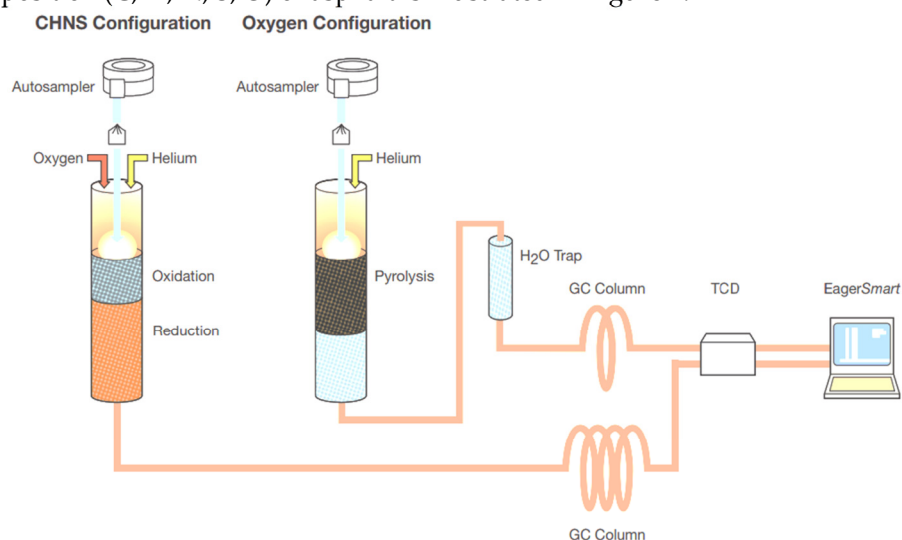 CHNS Configuration
Oxygen Configuration
Autosampler
Autosampler
Oxygen
Helium
Helium
Oxidation
Reduction
Pyrolysis
H2O Trap
GC Column
TCD
EagerSmart
GC Column